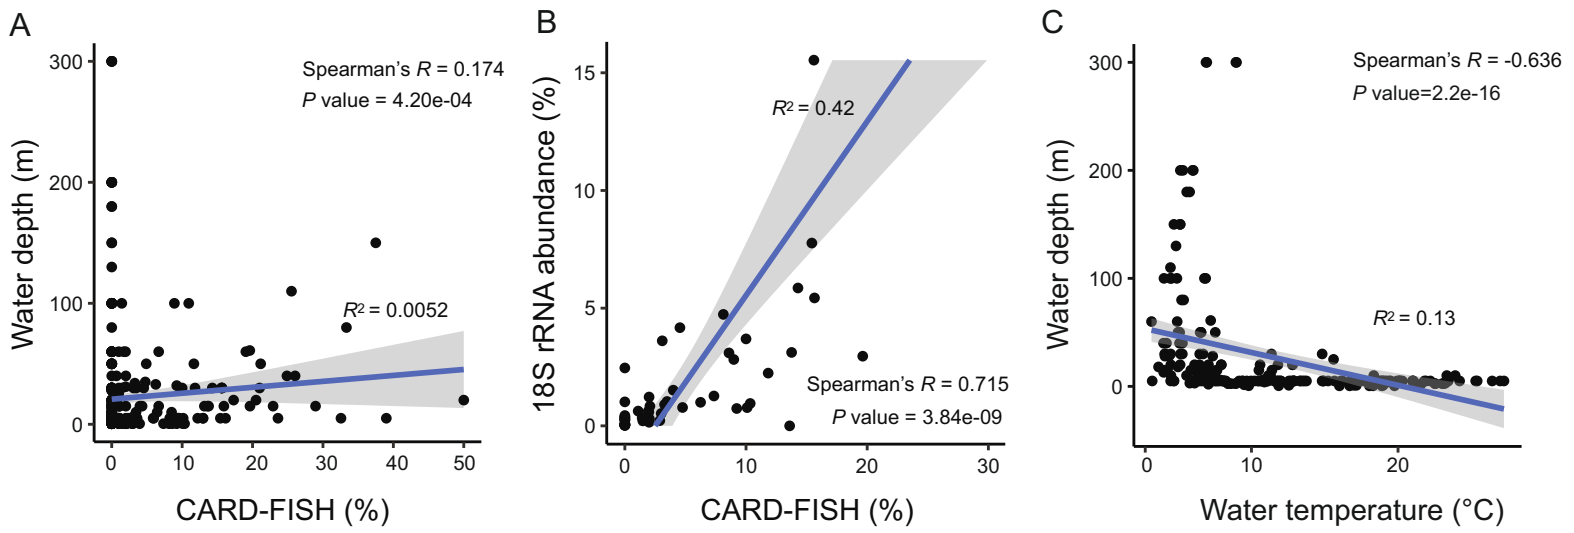 A
Water depth (m)
300
200
100
0
Spearman's R = 0.174
P value = 4.20e-04
R² = 0.0052
0 10 20 30 40 50
CARD-FISH (%)
B
18S rRNA abundance (%)
15
10
5
0
R² = 0.42
Spearman's R = 0.715
P value = 3.84e-09
0 10 20 30
CARD-FISH (%)
C
Water depth (m)
300
200
100
0
Spearman's R = -0.636
P value=2.2e-16
R² = 0.13
0 10 20
Water temperature (°C)